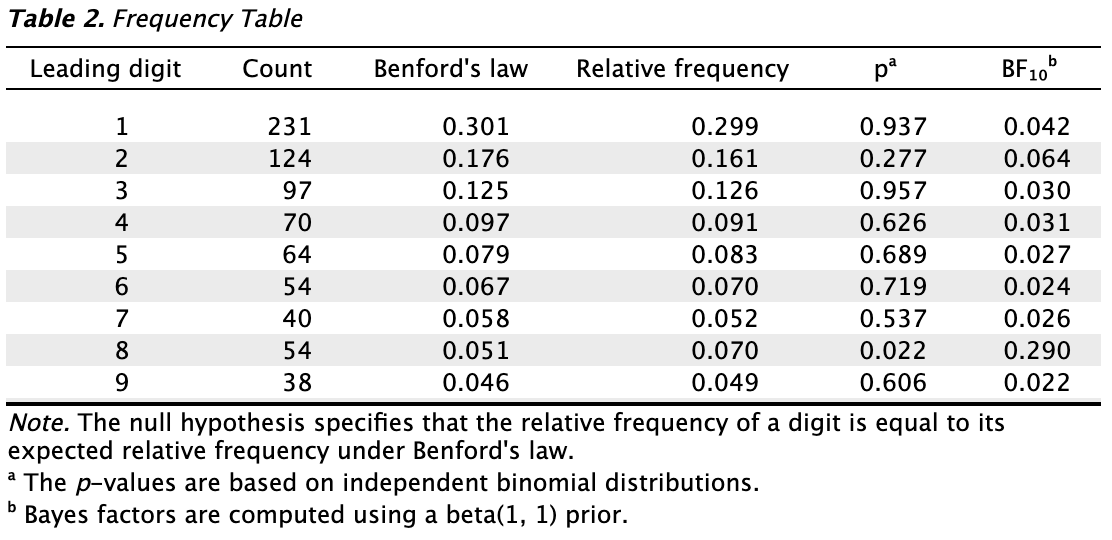 Table 2. Frequency Table
Leading digit Count Benford's law Relative frequency pᵃ BF₁₀ᵇ
1 231 0.301 0.299 0.937 0.042
2 124 0.176 0.161 0.277 0.064
3 97 0.125 0.126 0.957 0.030
4 70 0.097 0.091 0.626 0.031
5 64 0.079 0.083 0.689 0.027
6 54 0.067 0.070 0.719 0.024
7 40 0.058 0.052 0.537 0.026
8 54 0.051 0.070 0.022 0.290
9 38 0.046 0.049 0.606 0.022
Note. The null hypothesis specifies that the relative frequency of a digit is equal to its
expected relative frequency under Benford's law.
ᵃ The p-values are based on independent binomial distributions.
ᵇ Bayes factors are computed using a beta(1, 1) prior.